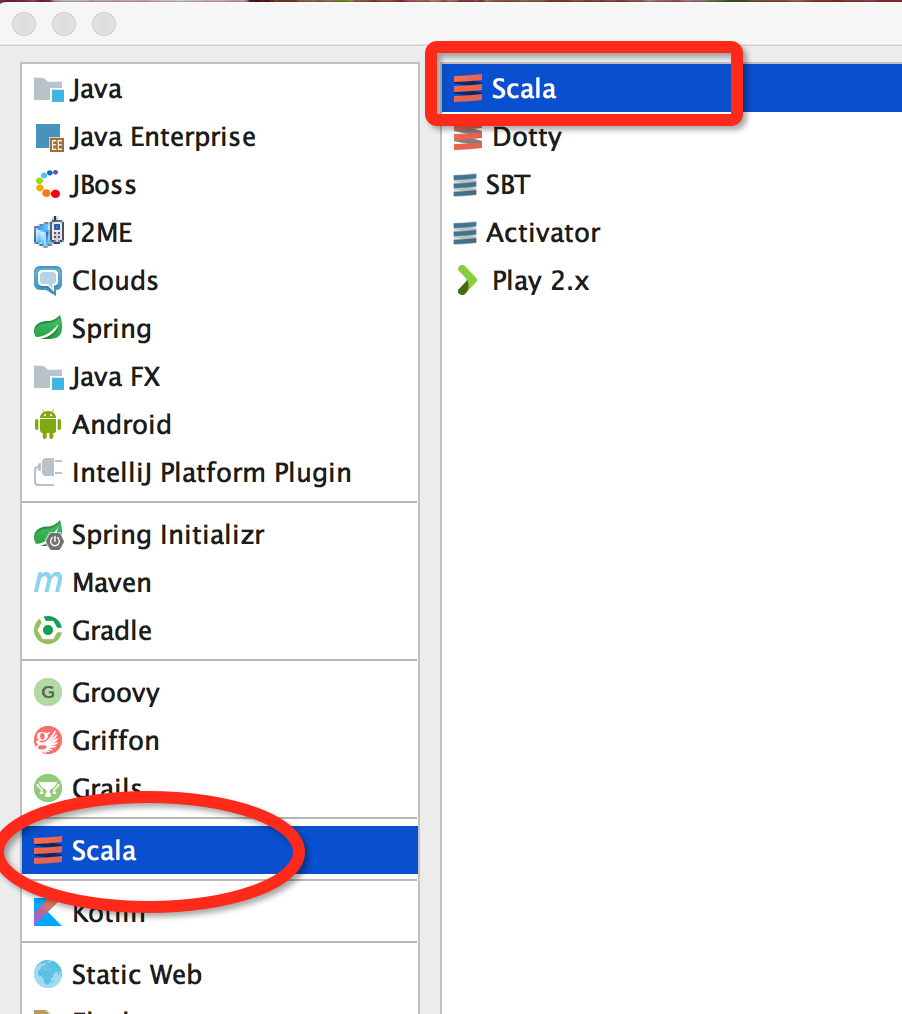 Java
Java Enterprise
JBoss
J2ME
Clouds
Spring
Java FX
Android
IntelliJ Platform Plugin
Spring Initializr
Maven
Gradle
G Groovy
Griffon
Grails
Scala
Kotlin
Static Web
Scala
Dotty
SBT
Activator
Play 2.x